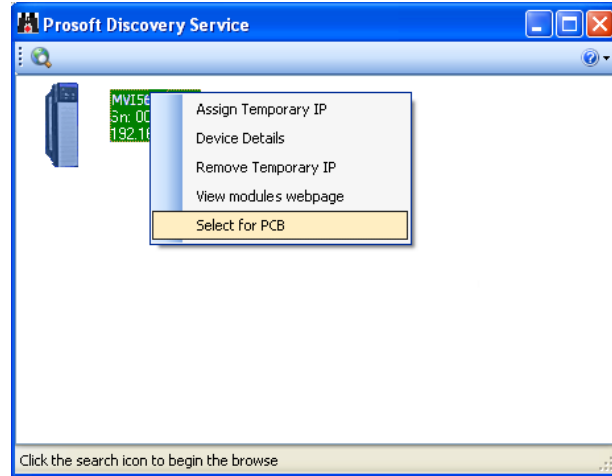 Prosoft Discovery Service
MVI56
Sn: 00
192.16
Assign Temporary IP
Device Details
Remove Temporary IP
View modules webpage
Select for PCB
Click the search icon to begin the browse